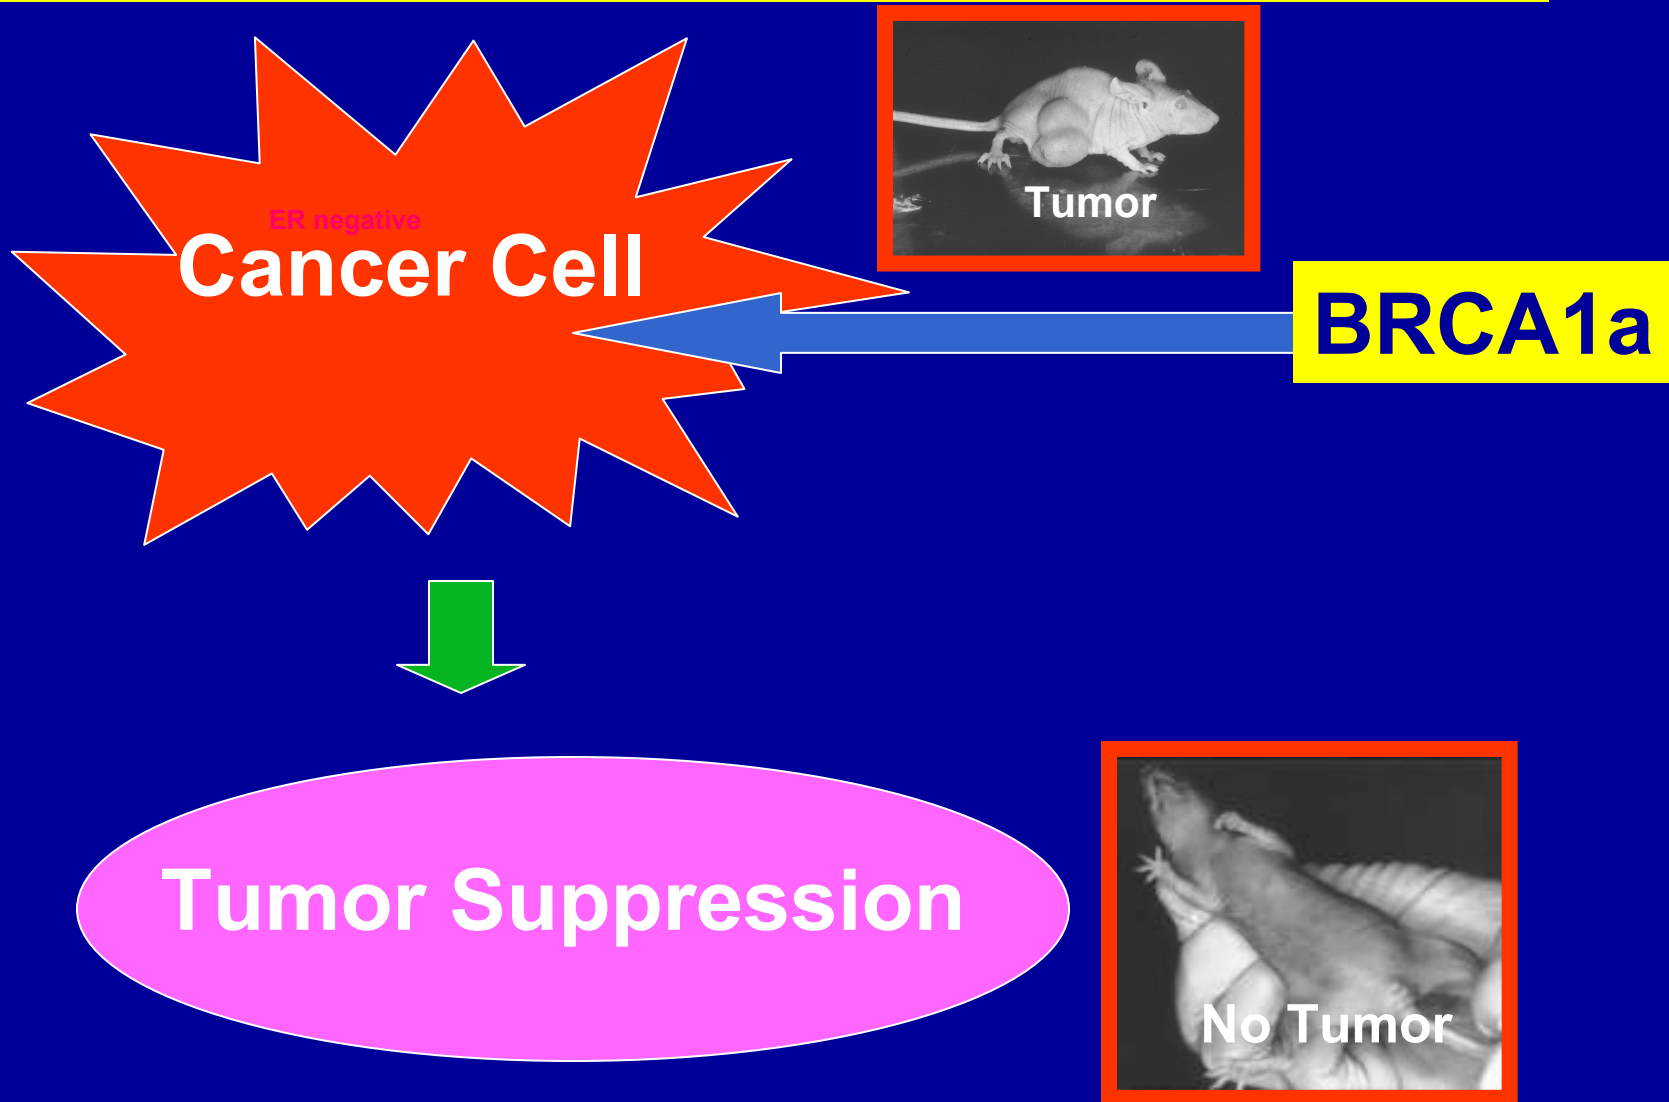 Tumor
ER negative
Cancer Cell
BRCA1a
Tumor Suppression
No Tumor